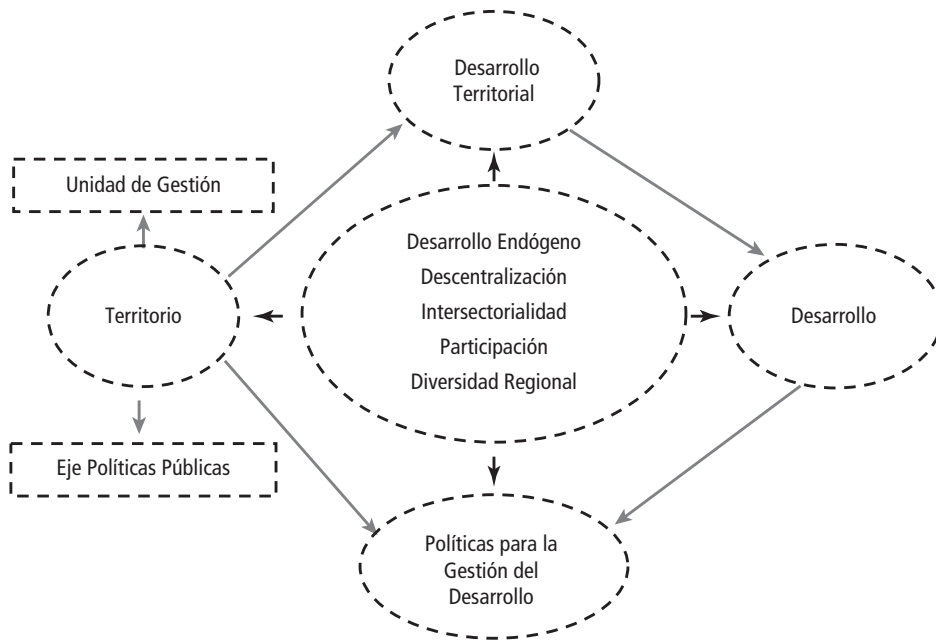 Desarrollo
Territorial
Unidad de Gestión
Desarrollo Endógeno
Descentralización
Intersectorialidad
Participación
Diversidad Regional
Territorio
Desarrollo
Eje Políticas Públicas
Políticas para la
Gestión del
Desarrollo